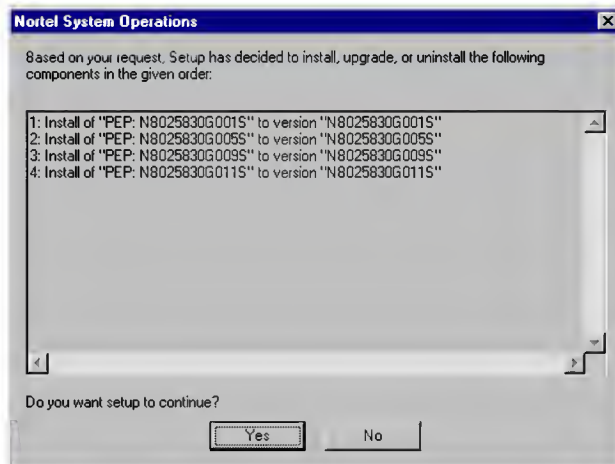 Nortel System Operations
Based on your request, Setup has decided to install, upgrade, or uninstall the following
components in the given order:
1: Install of "PEP: N8025830G001S" to version "N8025830G001S"
2: Install of "PEP: N8025830G005S" to version "N8025830G005S"
3: Install of "PEP: N8025830G009S" to version "N8025830G009S"
4: Install of "PEP: N8025830G011S" to version "N8025830G011S"
Do you want setup to continue?
Yes
No